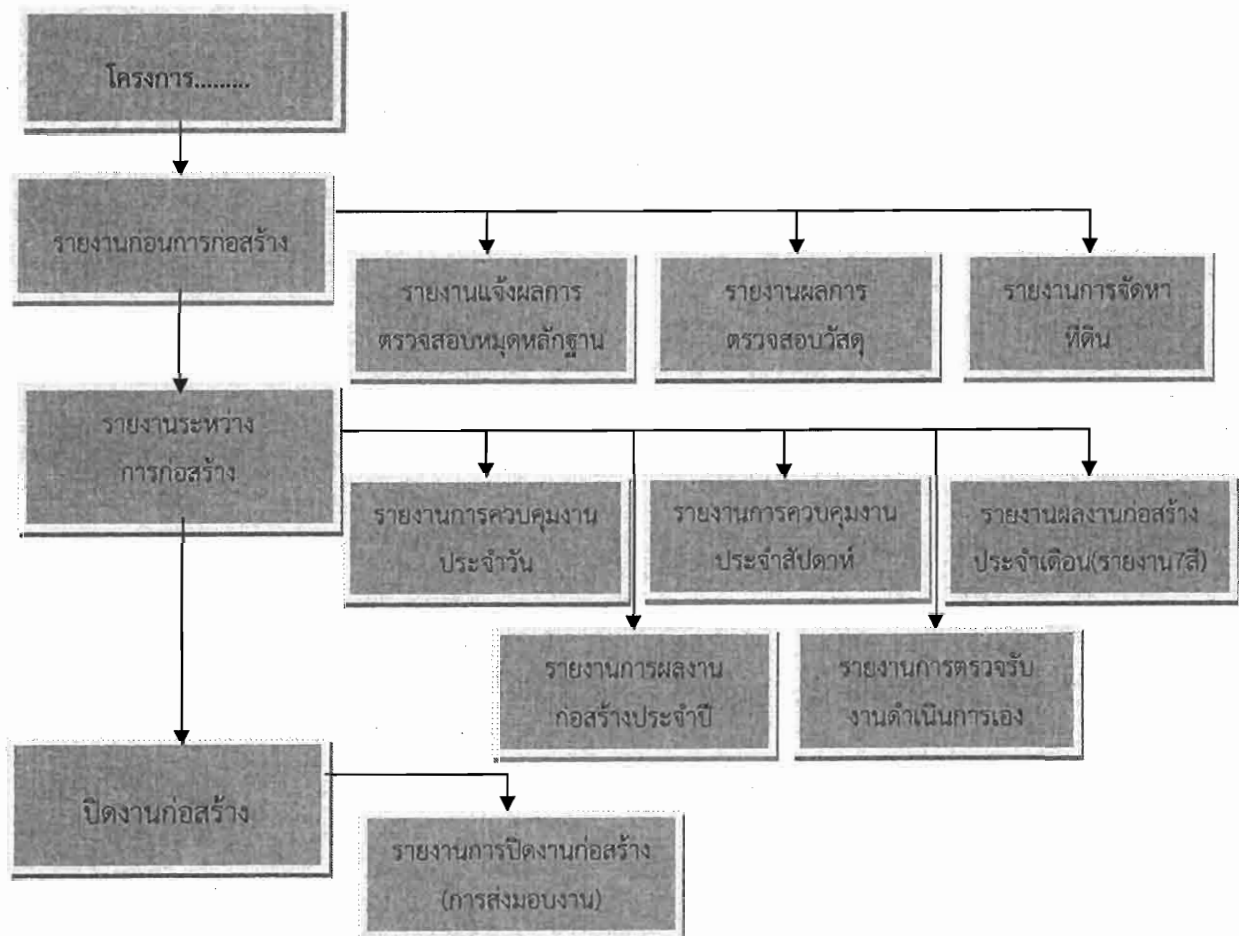 โครงการ.........
รายงานก่อนการก่อสร้าง
รายงานแจ้งผลการ
ตรวจสอบหมุดหลักฐาน
รายงานผลการ
ตรวจสอบวัสดุ
รายงานการจัดหา
ที่ดิน
รายงานระหว่าง
การก่อสร้าง
รายงานการควบคุมงาน
ประจำวัน
รายงานการควบคุมงาน
ประจำสัปดาห์
รายงานผลงานก่อสร้าง
ประจำเดือน(รายงาน7สี)
รายงานการผลงาน
ก่อสร้างประจำปี
รายงานการตรวจรับ
งานดำเนินการเอง
ปิดงานก่อสร้าง
รายงานการปิดงานก่อสร้าง
(การส่งมอบงาน)